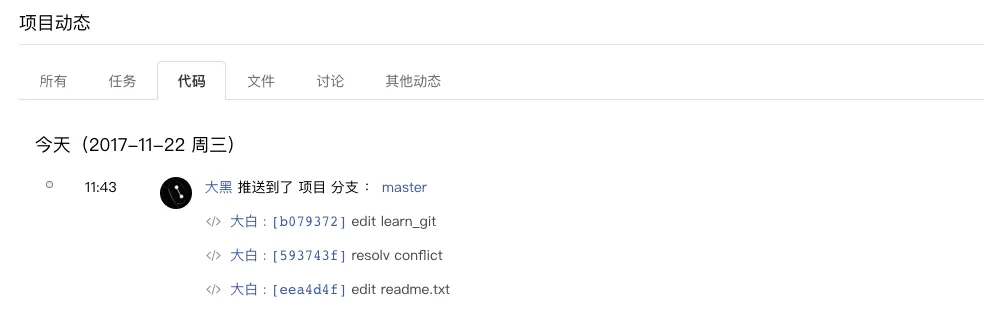 项目动态
所有 任务 代码 文件 讨论 其他动态
今天（2017-11-22 周三）
11:43 大黑 推送到了 项目 分支： master
</> 大白：[b079372] edit learn_git
</> 大白：[593743f] resolv conflict
</> 大白：[eea4d4f] edit readme.txt